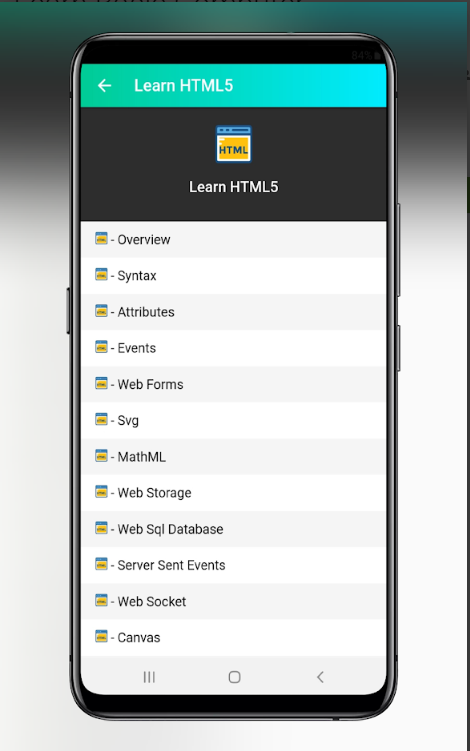 84%
Learn HTML5
HTML
Learn HTML5
- Overview
- Syntax
- Attributes
- Events
- Web Forms
- Svg
- MathML
- Web Storage
- Web Sql Database
- Server Sent Events
- Web Socket
- Canvas